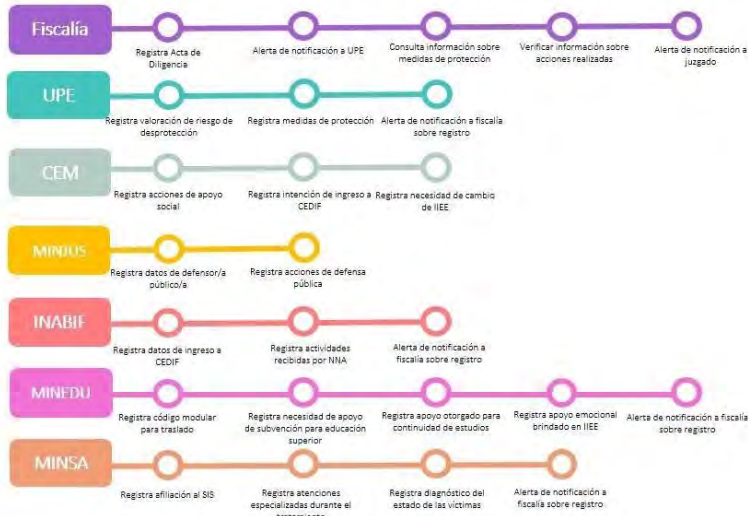 Fiscalía
Registra Acta de
Diligencia
Alerta de notificación a UPE
Consulta información sobre
medidas de protección
Verificar información sobre
acciones realizadas
Alerta de notificación a
juzgado
UPE
Registra valoración de riesgo de
desprotección
Registra medidas de protección
Alerta de notificación a fiscalía
sobre registro
CEM
Registra acciones de apoyo
social
Registra intención de ingreso a
CEDIF
Registra necesidad de cambio
de IIEE
MINJUS
Registra datos de defensor/a
público/a
Registra acciones de defensa
pública
INABIF
Registra datos de ingreso a
CEDIF
Registra actividades
recibidas por NNA
Alerta de notificación a
fiscalía sobre registro
MINEDU
Registra código modular
para traslado
Registra necesidad de apoyo
de subvención para educación
superior
Registra apoyo otorgado para
continuidad de estudios
Registra apoyo emocional
brindado en IIEE
Alerta de notificación a fiscalía
sobre registro
MINSA
Registra afiliación al SIS
Registra atenciones
especializadas durante el
Registra diagnóstico del
estado de las víctimas
Alerta de notificación a
fiscalía sobre registro